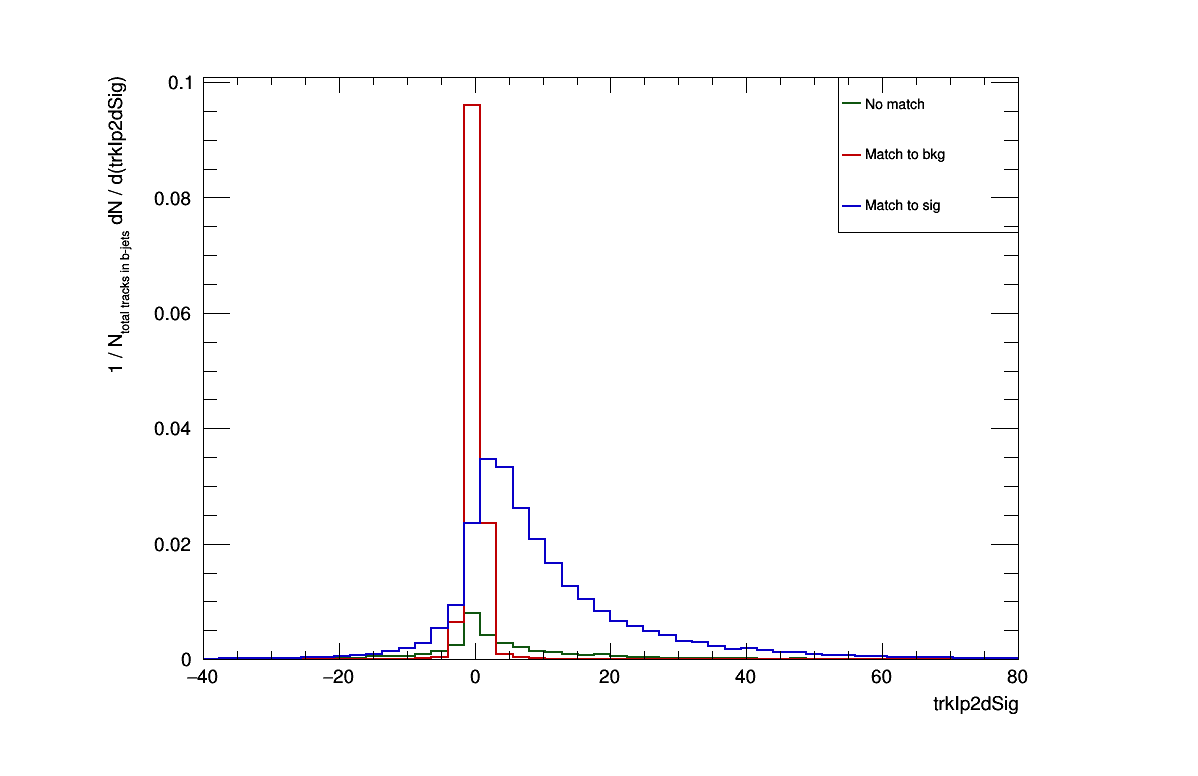 1 / Ntotal tracks in b-jets dN / d(trkIp2dSig)
0.1
0.08
0.06
0.04
0.02
0
−40
−20
0
20
40
60
80
trkIp2dSig
No match
Match to bkg
Match to sig